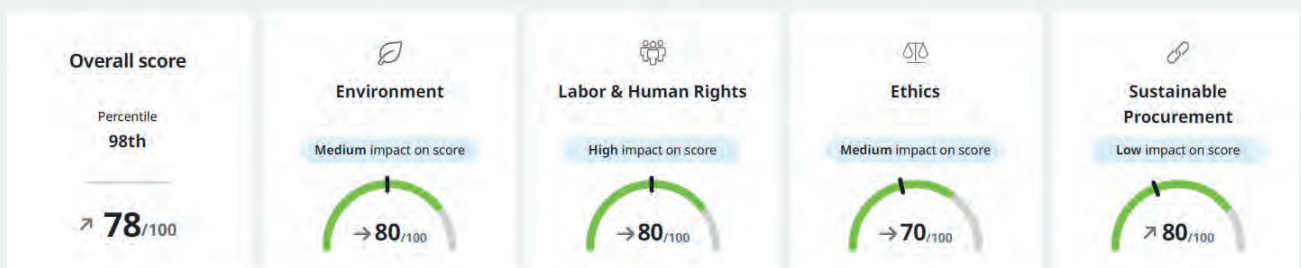 Overall score
Percentile
98th
78/100
Environment
Medium impact on score
80/100
Labor & Human Rights
High impact on score
80/100
Ethics
Medium impact on score
70/100
Sustainable
Procurement
Low impact on score
80/100